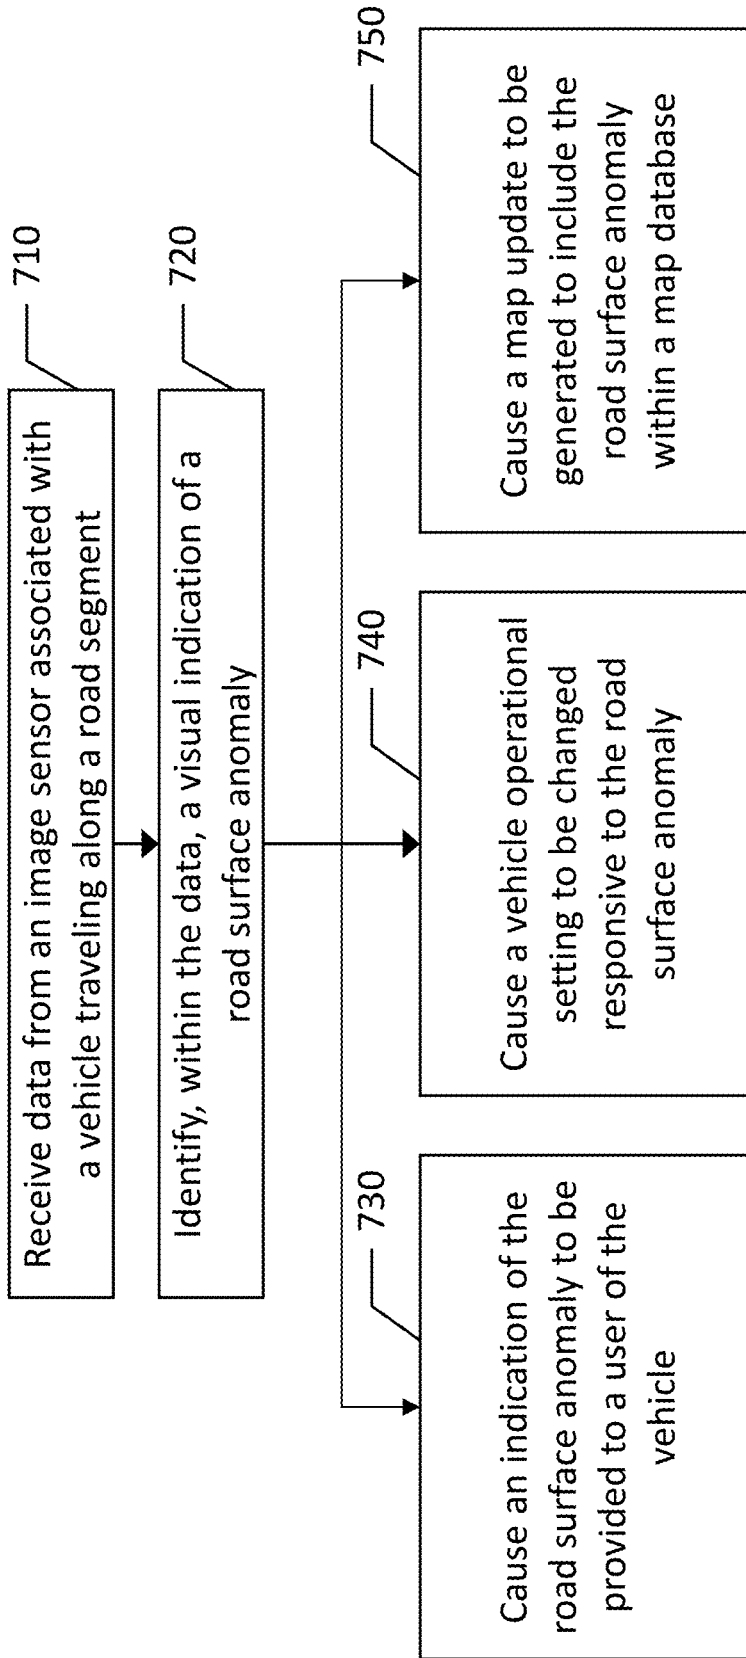 710
Receive data from an image sensor associated with
a vehicle traveling along a road segment
720
Identify, within the data, a visual indication of a
road surface anomaly
730
Cause an indication of the
road surface anomaly to be
provided to a user of the
vehicle
740
Cause a vehicle operational
setting to be changed
responsive to the road
surface anomaly
750
Cause a map update to be
generated to include the
road surface anomaly
within a map database